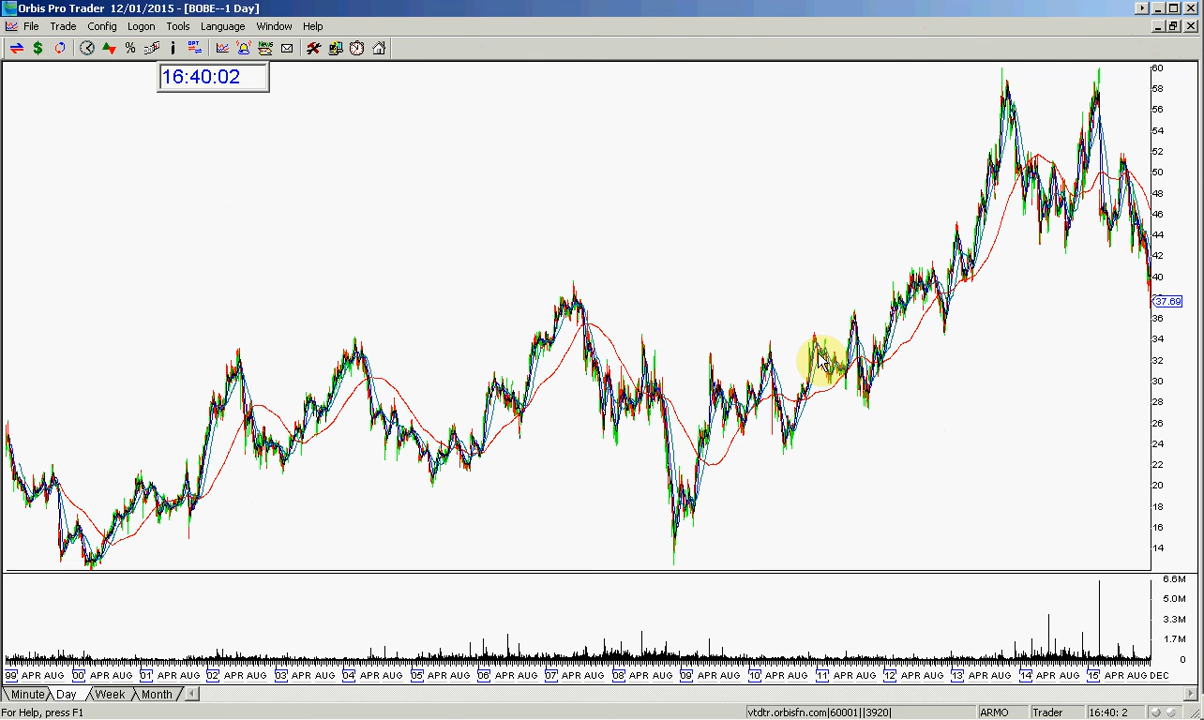 Orbis Pro Trader 12/01/2015 - [BOBE--1 Day]
File Trade Config Logon Tools Language Window Help
16:40:02
60
58
56
54
52
50
48
46
44
42
40
37.69
36
34
32
30
28
26
24
22
20
18
16
14
6.6M
5.0M
3.3M
1.7M
0
99 APR AUG 00 APR AUG 01 APR AUG 02 APR AUG 03 APR AUG 04 APR AUG 05 APR AUG 06 APR AUG 07 APR AUG 08 APR AUG 09 APR AUG 10 APR AUG 11 APR AUG 12 APR AUG 13 APR AUG 14 APR AUG 15 APR AUG DEC
Minute Day Week Month
For Help, press F1 vtdtr.orbisfn.com|60001||3920| ARMO Trader 16:40: 2